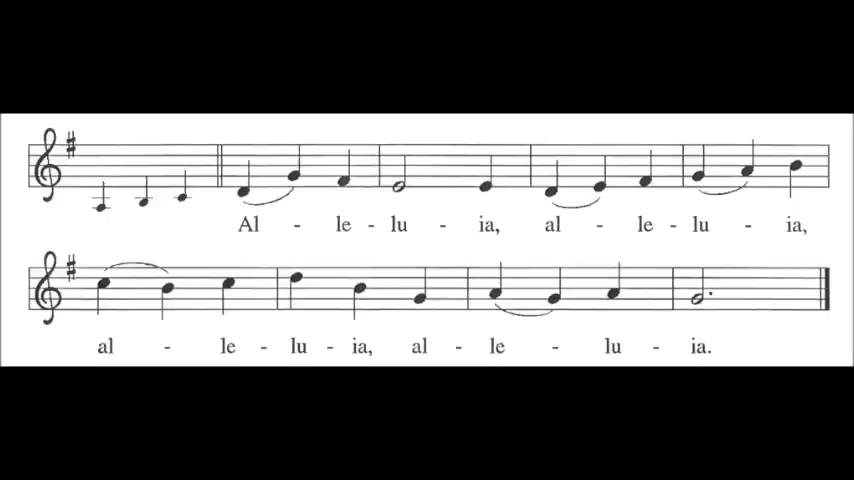 Al - le - lu - ia, al - le - lu - ia,
al - le - lu - ia, al - le - lu - ia.